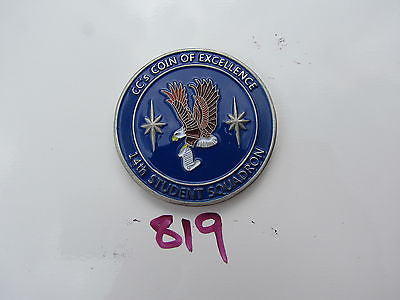 CC's COIN OF EXCELLENCE
14th STUDENT SQUADRON
819